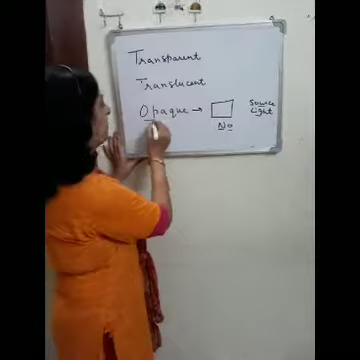 Transparent
Translucent
Opaque → No
Source
Light